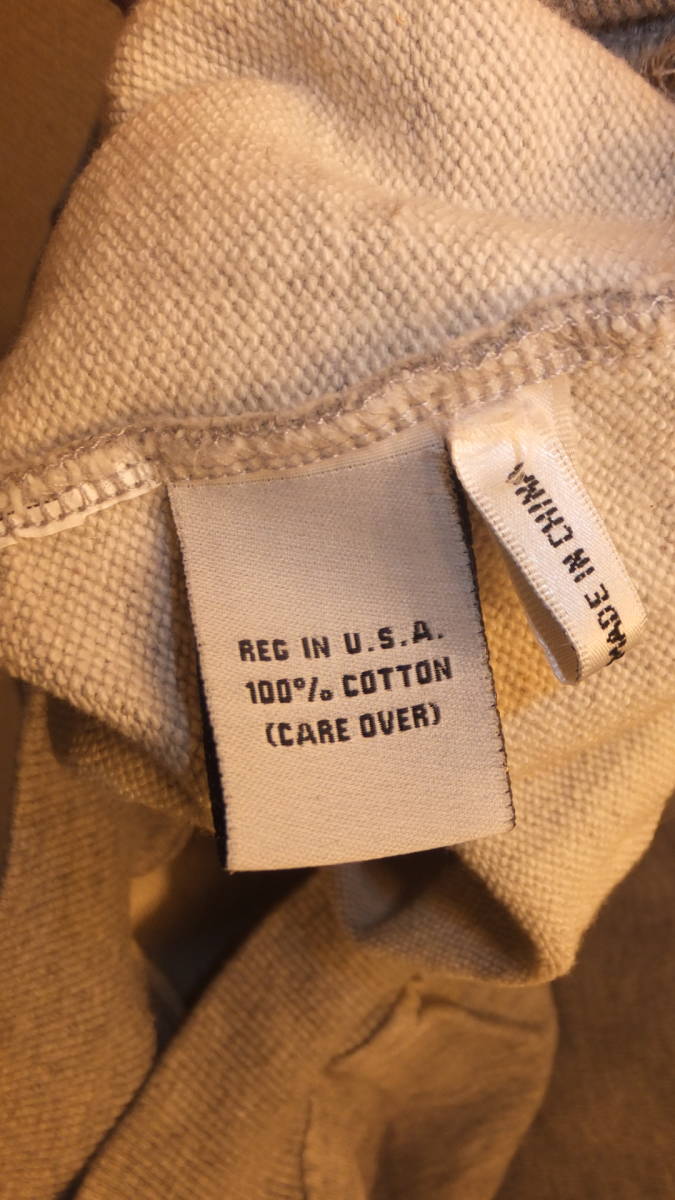 REG IN U.S.A.
100% COTTON
(CARE OVER)
MADE IN CHINA